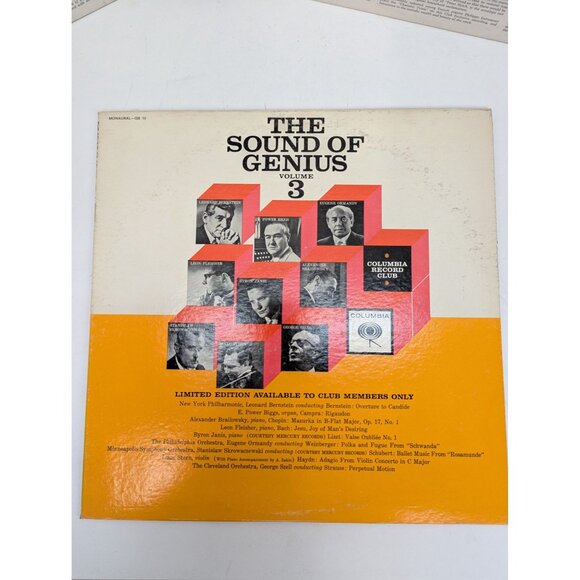 MONAURAL—GS 10
THE
SOUND OF
GENIUS
VOLUME
3
LEONARD BERNSTEIN
E. POWER BIGGS
EUGENE ORMANDY
LEON FLEISHER
BYRON JANIS
ALEXANDER
BRAILOWSKY
COLUMBIA
RECORD
CLUB
STANISLAW
SKROWACZEWSKI
GEORGE SZELL
COLUMBIA
LIMITED EDITION AVAILABLE TO CLUB MEMBERS ONLY
New York Philharmonic, Leonard Bernstein conducting Bernstein: Overture to Candide
E. Power Biggs, organ, Campra: Rigaudon
Alexander Brailowsky, piano, Chopin: Mazurka in B-Flat Major, Op. 17, No. 1
Leon Fleisher, piano, Bach: Jesu, Joy of Man's Desiring
Byron Janis, piano (COURTESY MERCURY RECORDS) Liszt: Valse Oubliée No. 1
The Philadelphia Orchestra, Eugene Ormandy conducting Weinberger: Polka and Fugue From "Schwanda"
Minneapolis Symphony Orchestra, Stanislaw Skrowaczewski conducting (COURTESY MERCURY RECORDS) Schubert: Ballet Music From "Rosamunde"
Isaac Stern, violin (With Piano Accompaniment by A. Zakin) Haydn: Adagio From Violin Concerto in C Major
The Cleveland Orchestra, George Szell conducting Strauss: Perpetual Motion